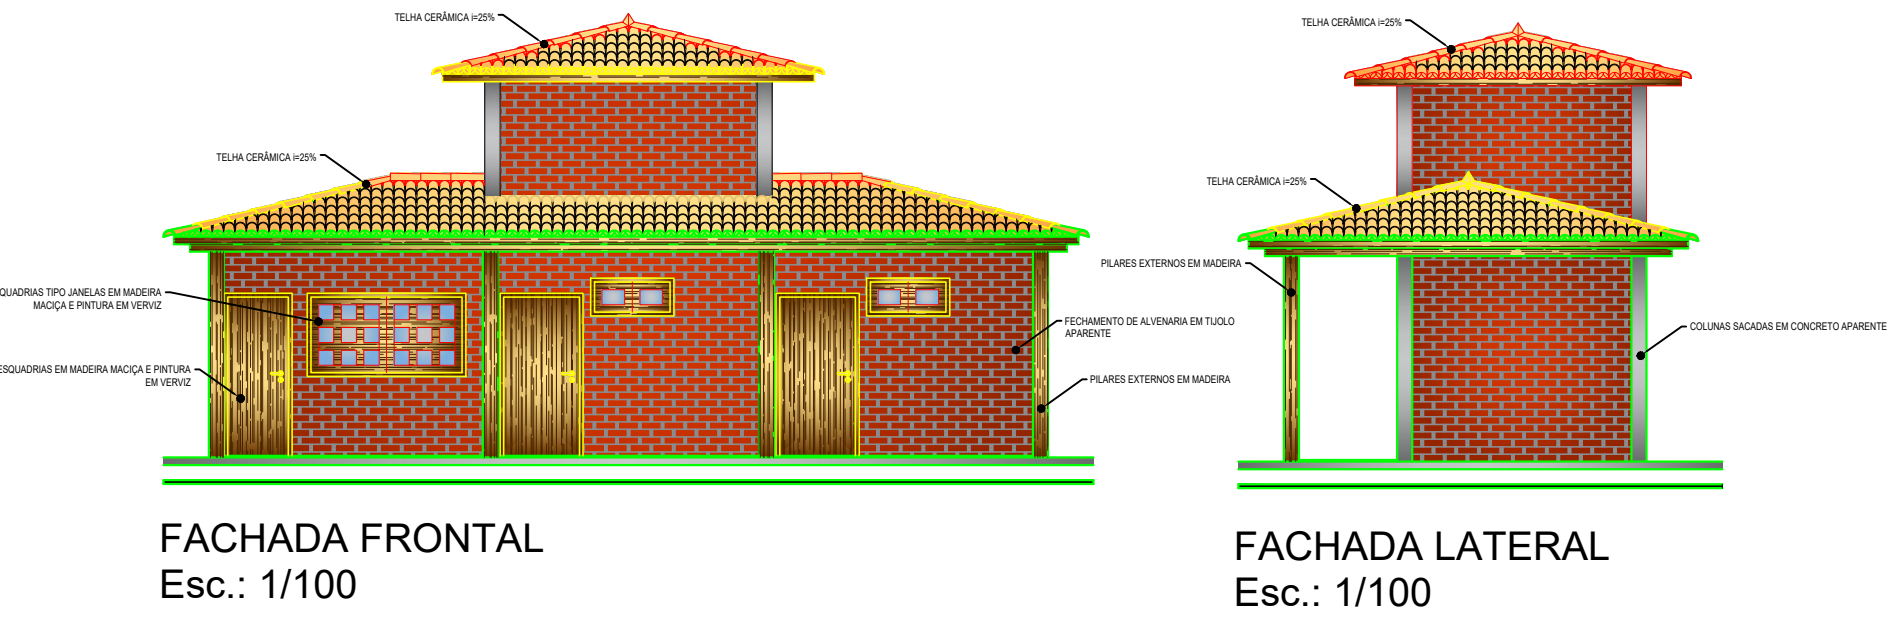 TELHA CERÂMICA i=25%
TELHA CERÂMICA i=25%
QUADRIAS TIPO JANELAS EM MADEIRA
MACIÇA E PINTURA EM VERVIZ
ESQUADRIAS EM MADEIRA MACIÇA E PINTURA
EM VERVIZ
FECHAMENTO DE ALVENARIA EM TIJOLO
APARENTE
PILARES EXTERNOS EM MADEIRA
FACHADA FRONTAL
Esc.: 1/100
TELHA CERÂMICA i=25%
TELHA CERÂMICA i=25%
PILARES EXTERNOS EM MADEIRA
COLUNAS SACADAS EM CONCRETO APARENTE
FACHADA LATERAL
Esc.: 1/100